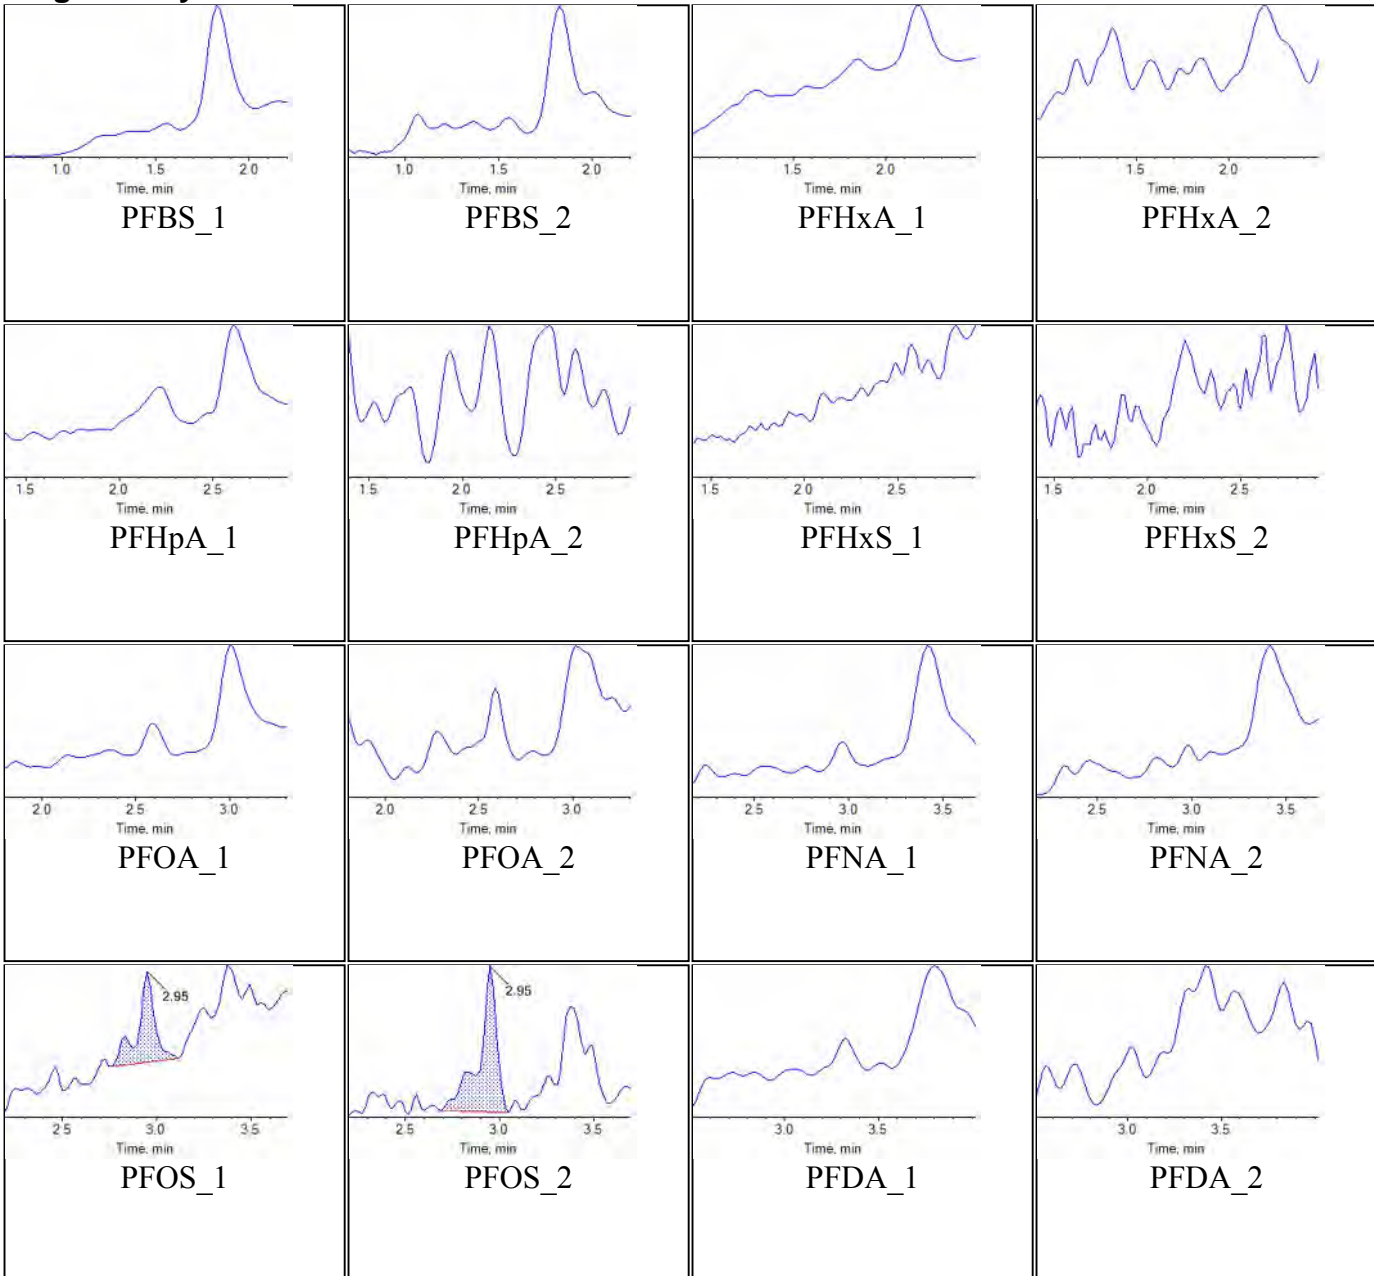 1.0 1.5 2.0 1.0 1.5 2.0 1.5 2.0 1.5 2.0
Time, min Time, min Time, min Time, min
PFBS_1 PFBS_2 PFHxA_1 PFHxA_2
1.5 2.0 2.5 1.5 2.0 2.5 1.5 2.0 2.5 1.5 2.0 2.5
Time, min Time, min Time, min Time, min
PFHpA_1 PFHpA_2 PFHxS_1 PFHxS_2
2.0 2.5 3.0 2.0 2.5 3.0 2.5 3.0 3.5 2.5 3.0 3.5
Time, min Time, min Time, min Time, min
PFOA_1 PFOA_2 PFNA_1 PFNA_2
2.95 2.95
2.5 3.0 3.5 2.5 3.0 3.5 3.0 3.5 3.0 3.5
Time, min Time, min Time, min Time, min
PFOS_1 PFOS_2 PFDA_1 PFDA_2